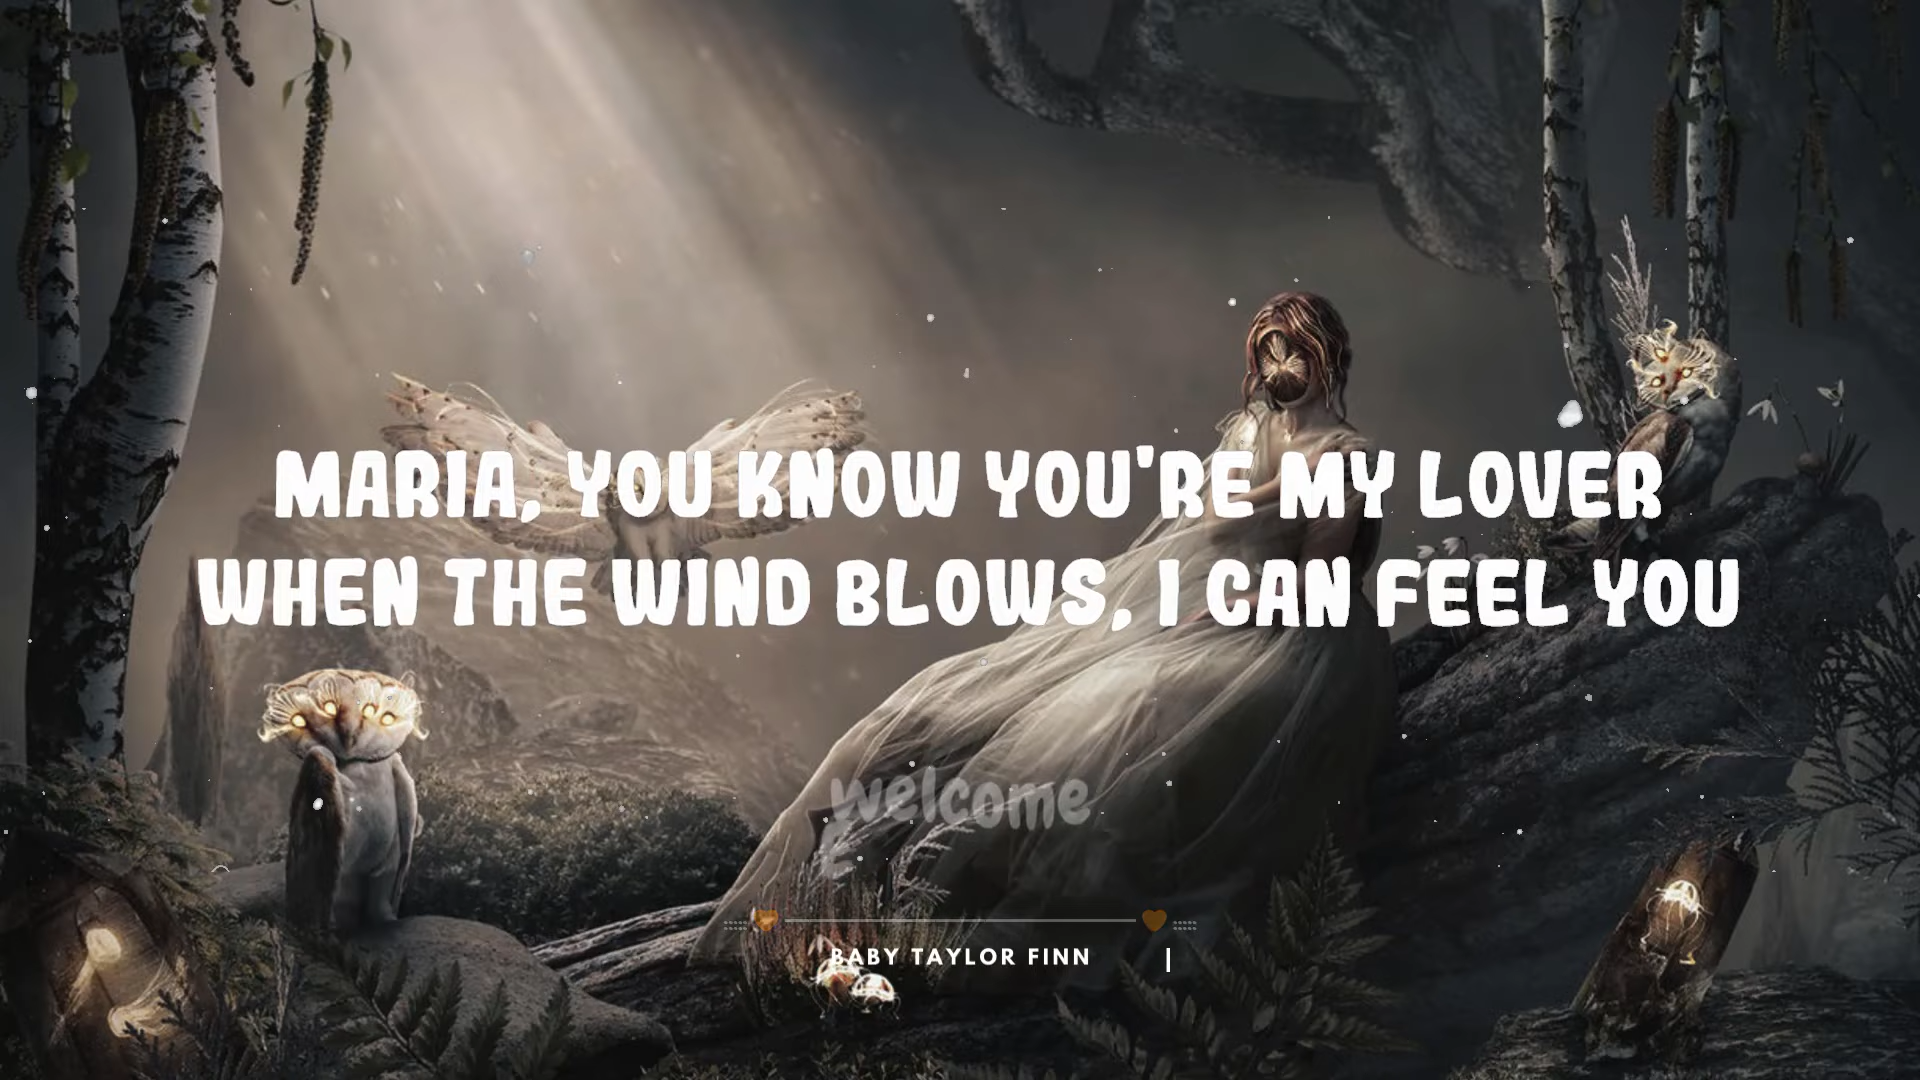 MARIA, YOU KNOW YOU'RE MY LOVER
WHEN THE WIND BLOWS, I CAN FEEL YOU
welcome
BABY TAYLOR FINN |